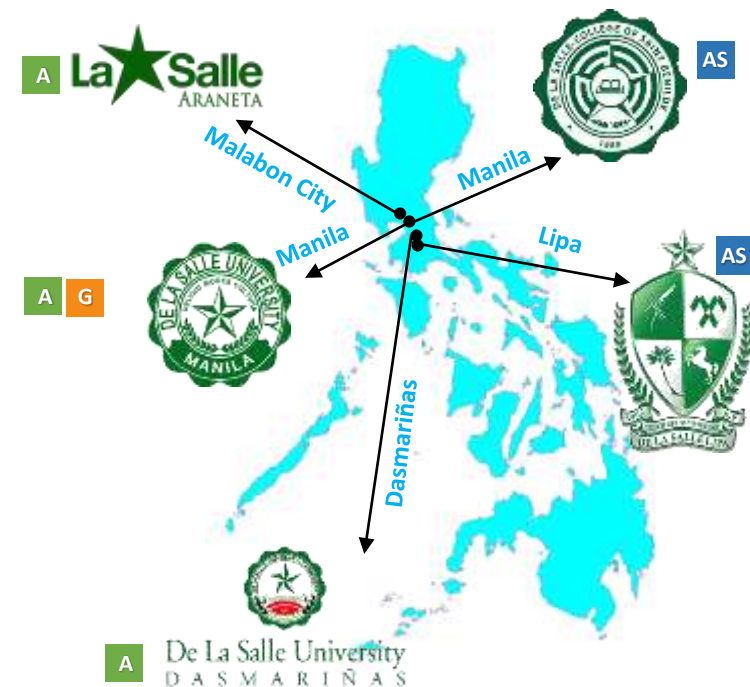 A
La Salle
ARANETA
DE LA SALLE-COLLEGE OF SAINT BENILDE
1988
AS
Malabon City
Manila
Manila
Lipa
AS
A
G
DE LA SALLE UNIVERSITY
MANILA
DE LA SALLE LIPA
Dasmariñas
A
De La Salle University
DASMARIÑAS